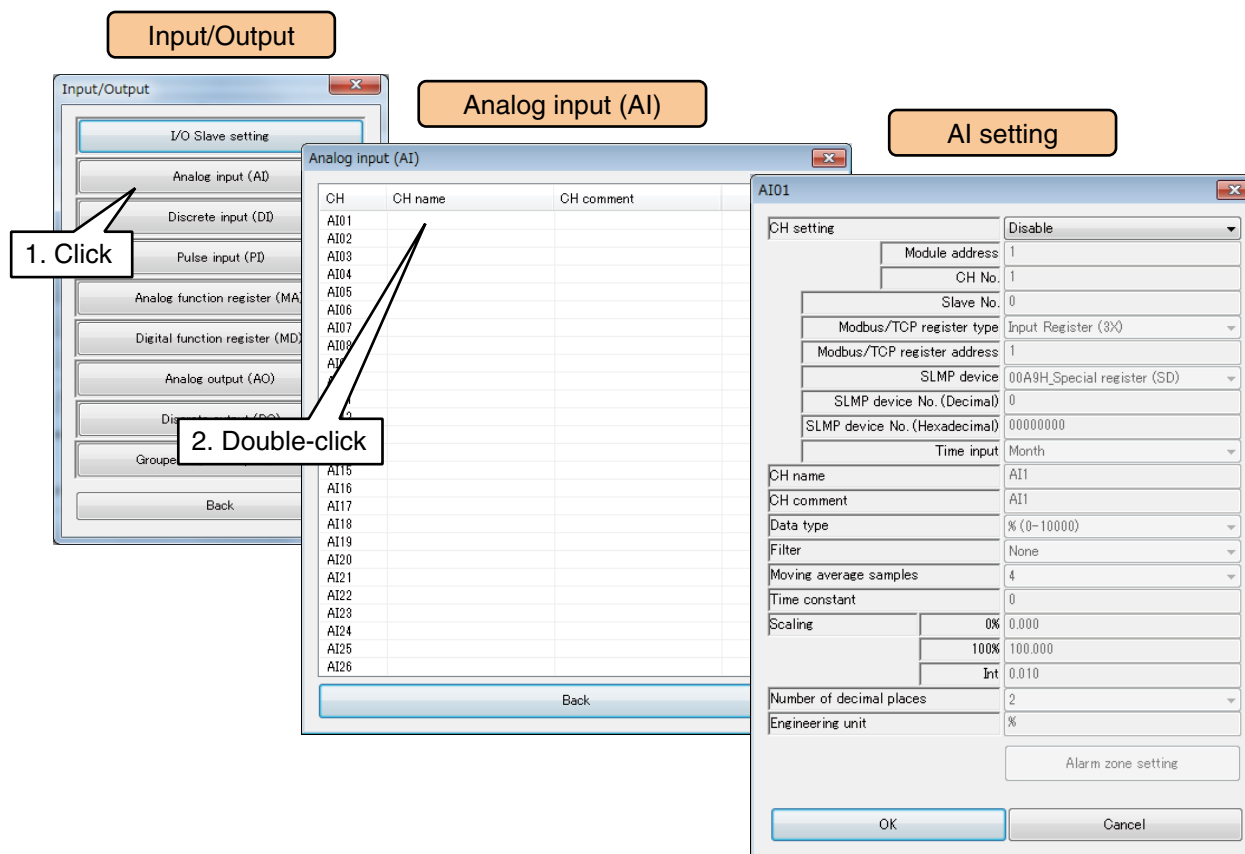 Input/Output
Analog input (AI)
AI setting
Input/Output
I/O Slave setting
Analog input (AI)
Discrete input (DI)
Pulse input (PI)
Analog function register (MA)
Digital function register (MD)
Analog output (AO)
Back
1. Click
Analog input (AI)
CH CH name CH comment
AI01
AI02
AI03
AI04
AI05
AI06
AI07
AI08
AI15
AI16
AI17
AI18
AI19
AI20
AI21
AI22
AI23
AI24
AI25
AI26
Back
2. Double-click
AI01
CH setting Disable
Module address 1
CH No. 1
Slave No. 0
Modbus/TCP register type Input Register (3X)
Modbus/TCP register address 1
SLMP device 00A9H_Special register (SD)
SLMP device No. (Decimal) 0
SLMP device No. (Hexadecimal) 00000000
Time input Month
CH name AI1
CH comment AI1
Data type % (0-10000)
Filter None
Moving average samples 4
Time constant 0
Scaling 0% 0.000
100% 100.000
Int 0.010
Number of decimal places 2
Engineering unit %
Alarm zone setting
OK Cancel